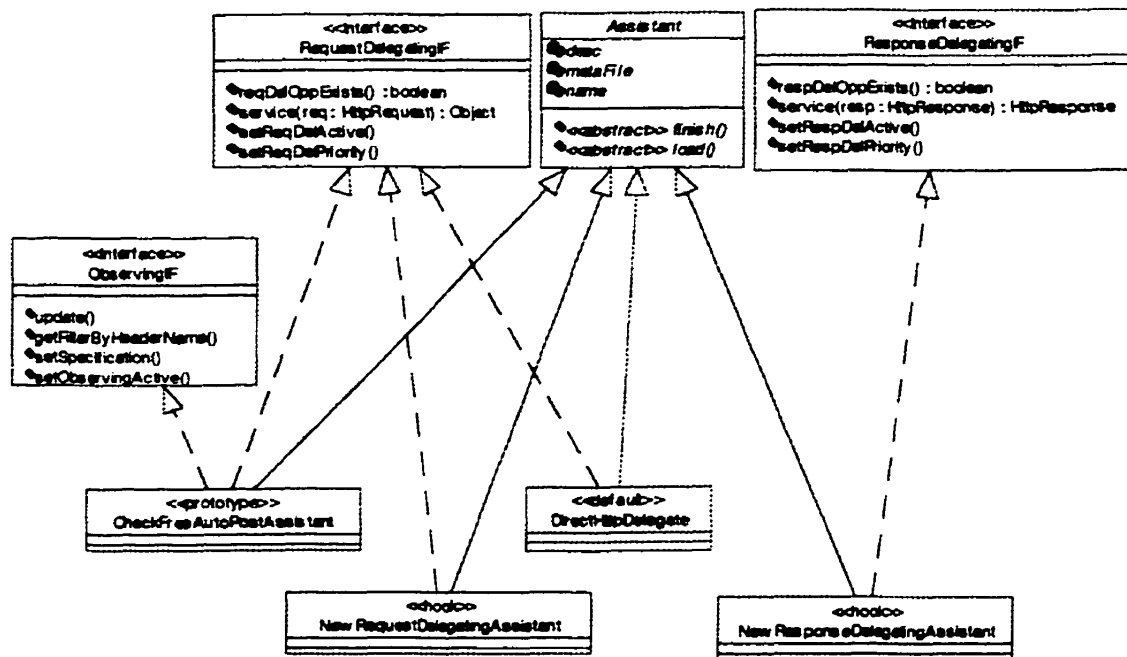 <<Interface>>
RequestDelegatingIF
reqDelOppExists() : boolean
service(req : HttpRequest) : Object
setReqDelActive()
setReqDelPriority()
Assistant
desc
metaFile
name
<<abstract>> finish()
<<abstract>> load()
<<Interface>>
ResponseDelegatingIF
respDelOppExists() : boolean
service(resp : HttpResponse) : HttpResponse
setRespDelActive()
setRespDelPriority()
<<Interface>>
ObservingIF
update()
getFilterByHeaderName()
setSpecification()
setObservingActive()
<<prototype>>
CheckFreeAutoPostAssistant
<<default>>
DirectHttpDelegate
<<hook>>
New RequestDelegatingAssistant
<<hook>>
New ResponseDelegatingAssistant